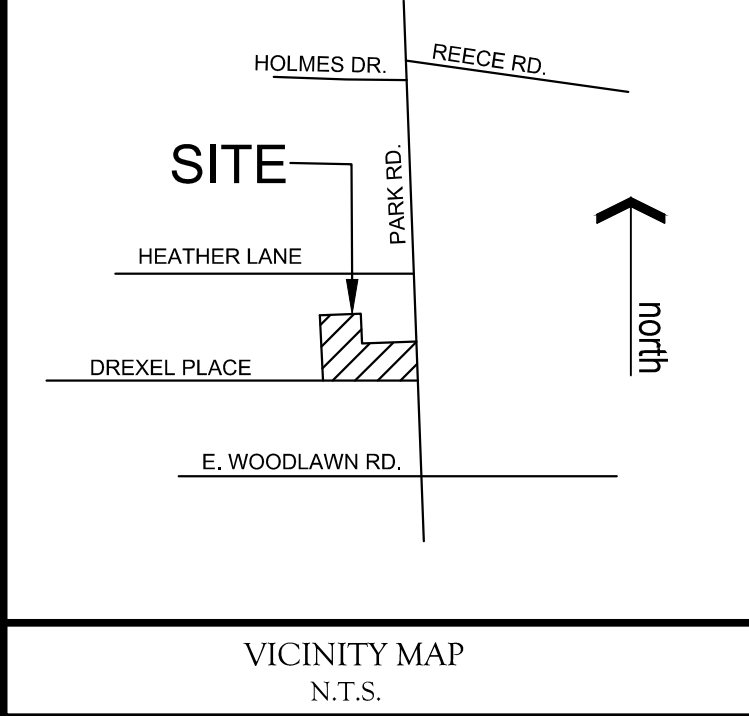 HOLMES DR.
REECE RD.
SITE
PARK RD.
HEATHER LANE
north
DREXEL PLACE
E. WOODLAWN RD.
VICINITY MAP
N.T.S.